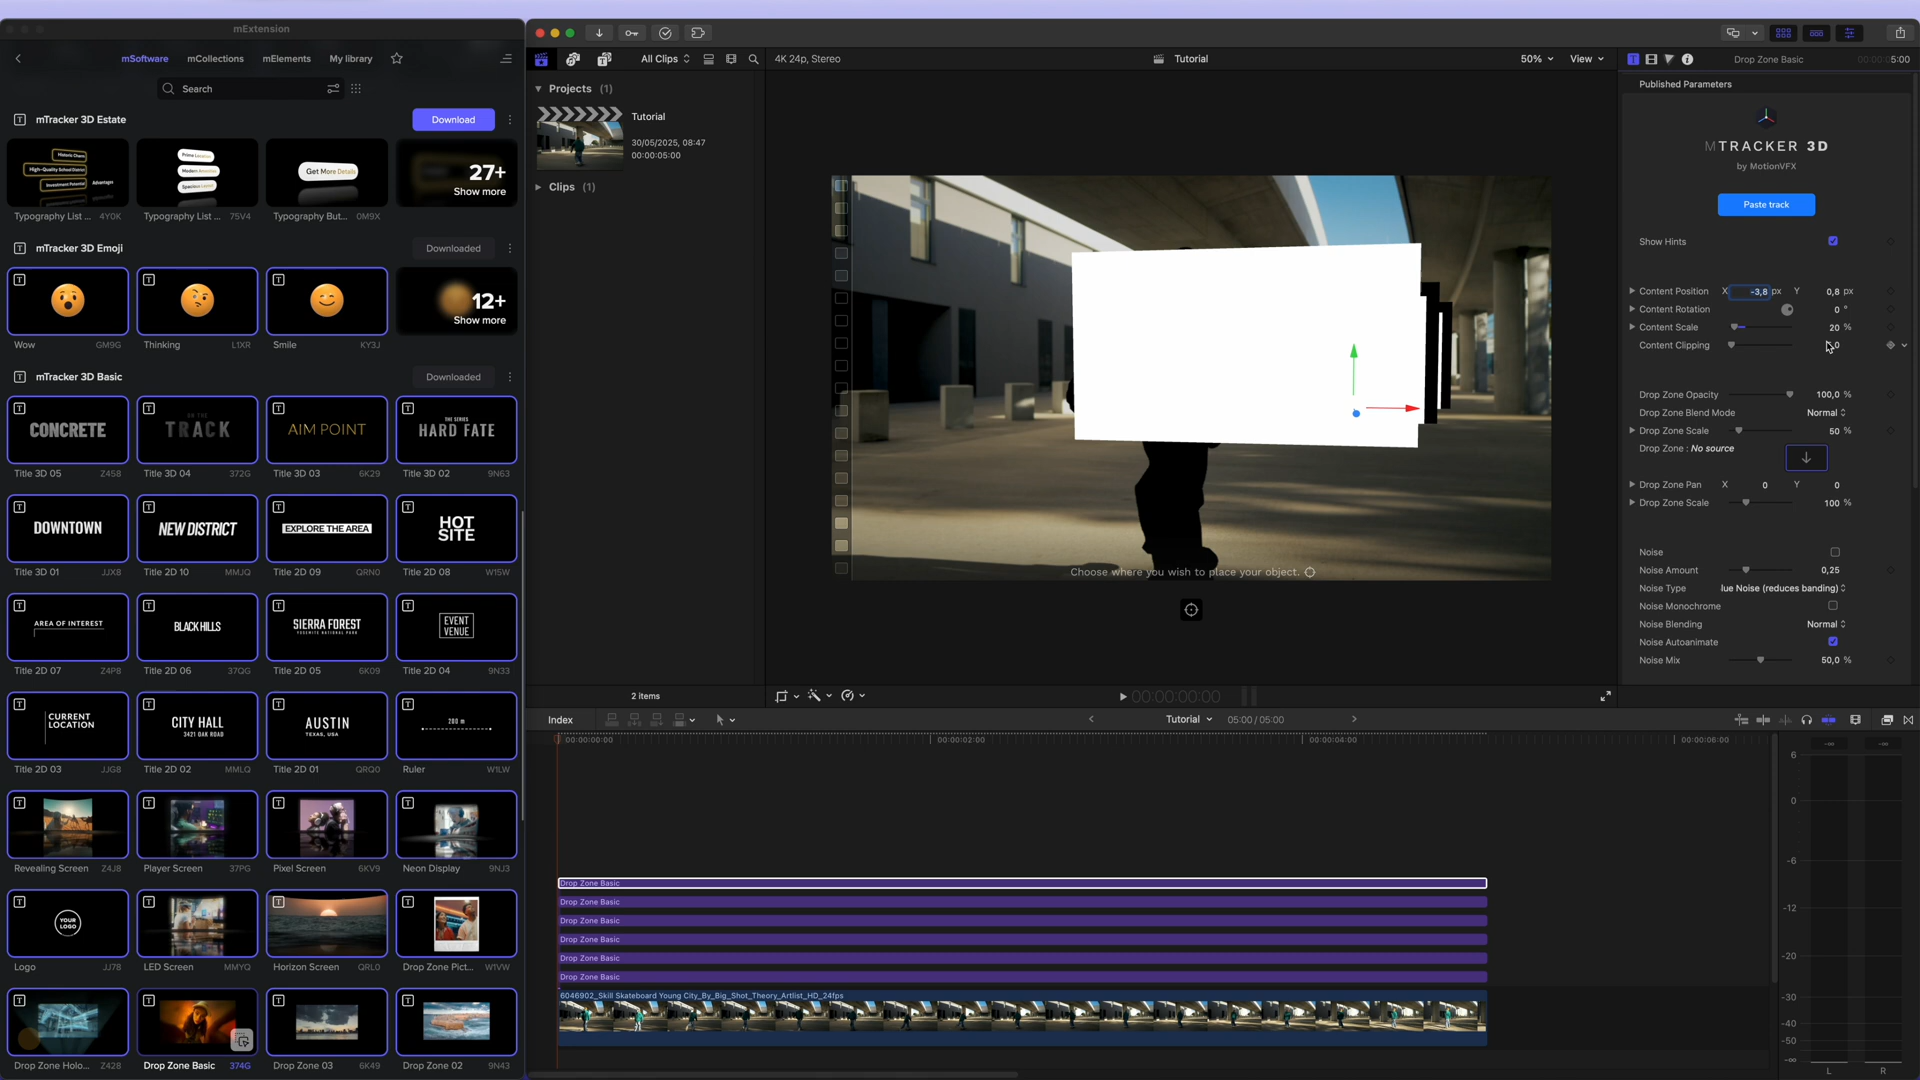 mExtension
mSoftware
mCollections
mElements
My library
Search
mTracker 3D Estate
Download
Get More Details
27+
Show more
Typography List ... 4Y0K
Typography List ... 75V4
Typography But... 0M9X
mTracker 3D Emoji
Downloaded
12+
Show more
Wow GM9G
Thinking L1XR
Smile KY3J
mTracker 3D Basic
Downloaded
CONCRETE
ON THE
TRACK
AIM POINT
THE SERIES
HARD FATE
Title 3D 05 Z458
Title 3D 04 372G
Title 3D 03 6K29
Title 3D 02 9N63
DOWNTOWN
NEW DISTRICT
EXPLORE THE AREA
HOT
SITE
Title 3D 01 JJX8
Title 2D 10 MMJQ
Title 2D 09 QRN0
Title 2D 08 W15W
AREA OF INTEREST
BLACK HILLS
SIERRA FOREST
YOSEMITE NATIONAL PARK
EVENT
VENUE
Title 2D 07 Z4P8
Title 2D 06 37QG
Title 2D 05 6K09
Title 2D 04 9N33
CURRENT
LOCATION
CITY HALL
3421 OAK ROAD
AUSTIN
TEXAS, USA
200 m
Title 2D 03 JJG8
Title 2D 02 MMLQ
Title 2D 01 QRQ0
Ruler W1LW
Revealing Screen Z4J8
Player Screen 37PG
Pixel Screen 6KV9
Neon Display 9NJ3
YOUR
LOGO
Logo JJ78
LED Screen MMYQ
Horizon Screen QRL0
Drop Zone Pict... W1VW
Drop Zone Holo... Z428
Drop Zone Basic 374G
Drop Zone 03 6K49
Drop Zone 02 9N43
All Clips
4K 24p, Stereo
Tutorial
50%
View
Drop Zone Basic
5:00
Projects (1)
Tutorial
30/05/2025, 08:47
00:00:05:00
Clips (1)
2 items
Choose where you wish to place your object.
00:00:00:00
Published Parameters
MTRACKER 3D
by MotionVFX
Paste track
Show Hints
Content Position X -3,8 px Y 0,8 px
Content Rotation 0 °
Content Scale 20 %
Content Clipping
Drop Zone Opacity 100,0 %
Drop Zone Blend Mode Normal
Drop Zone Scale 50 %
Drop Zone : No source
Drop Zone Pan X 0 Y 0
Drop Zone Scale 100 %
Noise
Noise Amount 0,25
Noise Type lue Noise (reduces banding)
Noise Monochrome
Noise Blending Normal
Noise Autoanimate
Noise Mix 50,0 %
Index
Tutorial
05:00 / 05:00
00:00:00:00
00:00:02:00
00:00:04:00
00:00:06:00
Drop Zone Basic
Drop Zone Basic
Drop Zone Basic
Drop Zone Basic
Drop Zone Basic
Drop Zone Basic
6046902_Skill Skateboard Young City_By_Big_Shot_Theory_Artlist_HD_24fps
6
0
-6
-12
-20
-30
-40
-50
-∞
L
R